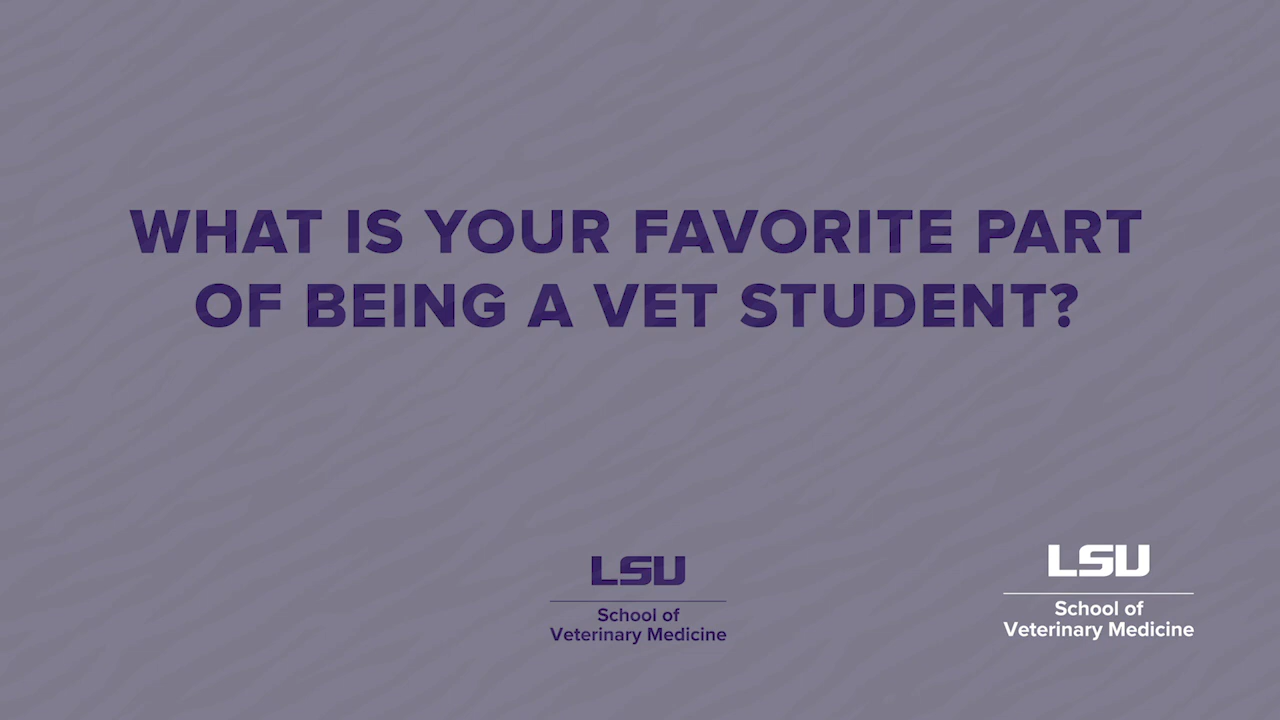 WHAT IS YOUR FAVORITE PART
OF BEING A VET STUDENT?
LSU
School of
Veterinary Medicine
LSU
School of
Veterinary Medicine